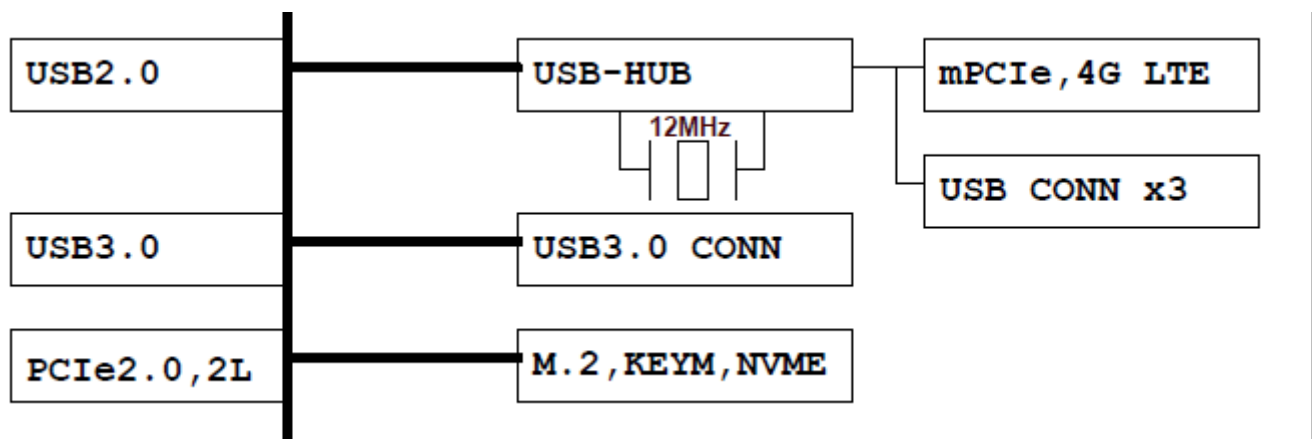 USB2.0
USB-HUB
mPCIe,4G LTE
12MHz
USB CONN x3
USB3.0
USB3.0 CONN
PCIe2.0,2L
M.2,KEYM,NVME